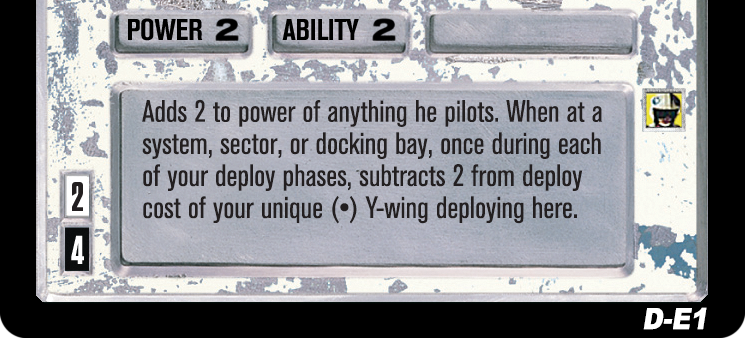 POWER 2 ABILITY 2
Adds 2 to power of anything he pilots. When at a
system, sector, or docking bay, once during each
of your deploy phases, subtracts 2 from deploy
cost of your unique (•) Y-wing deploying here.
2
4
D-E1